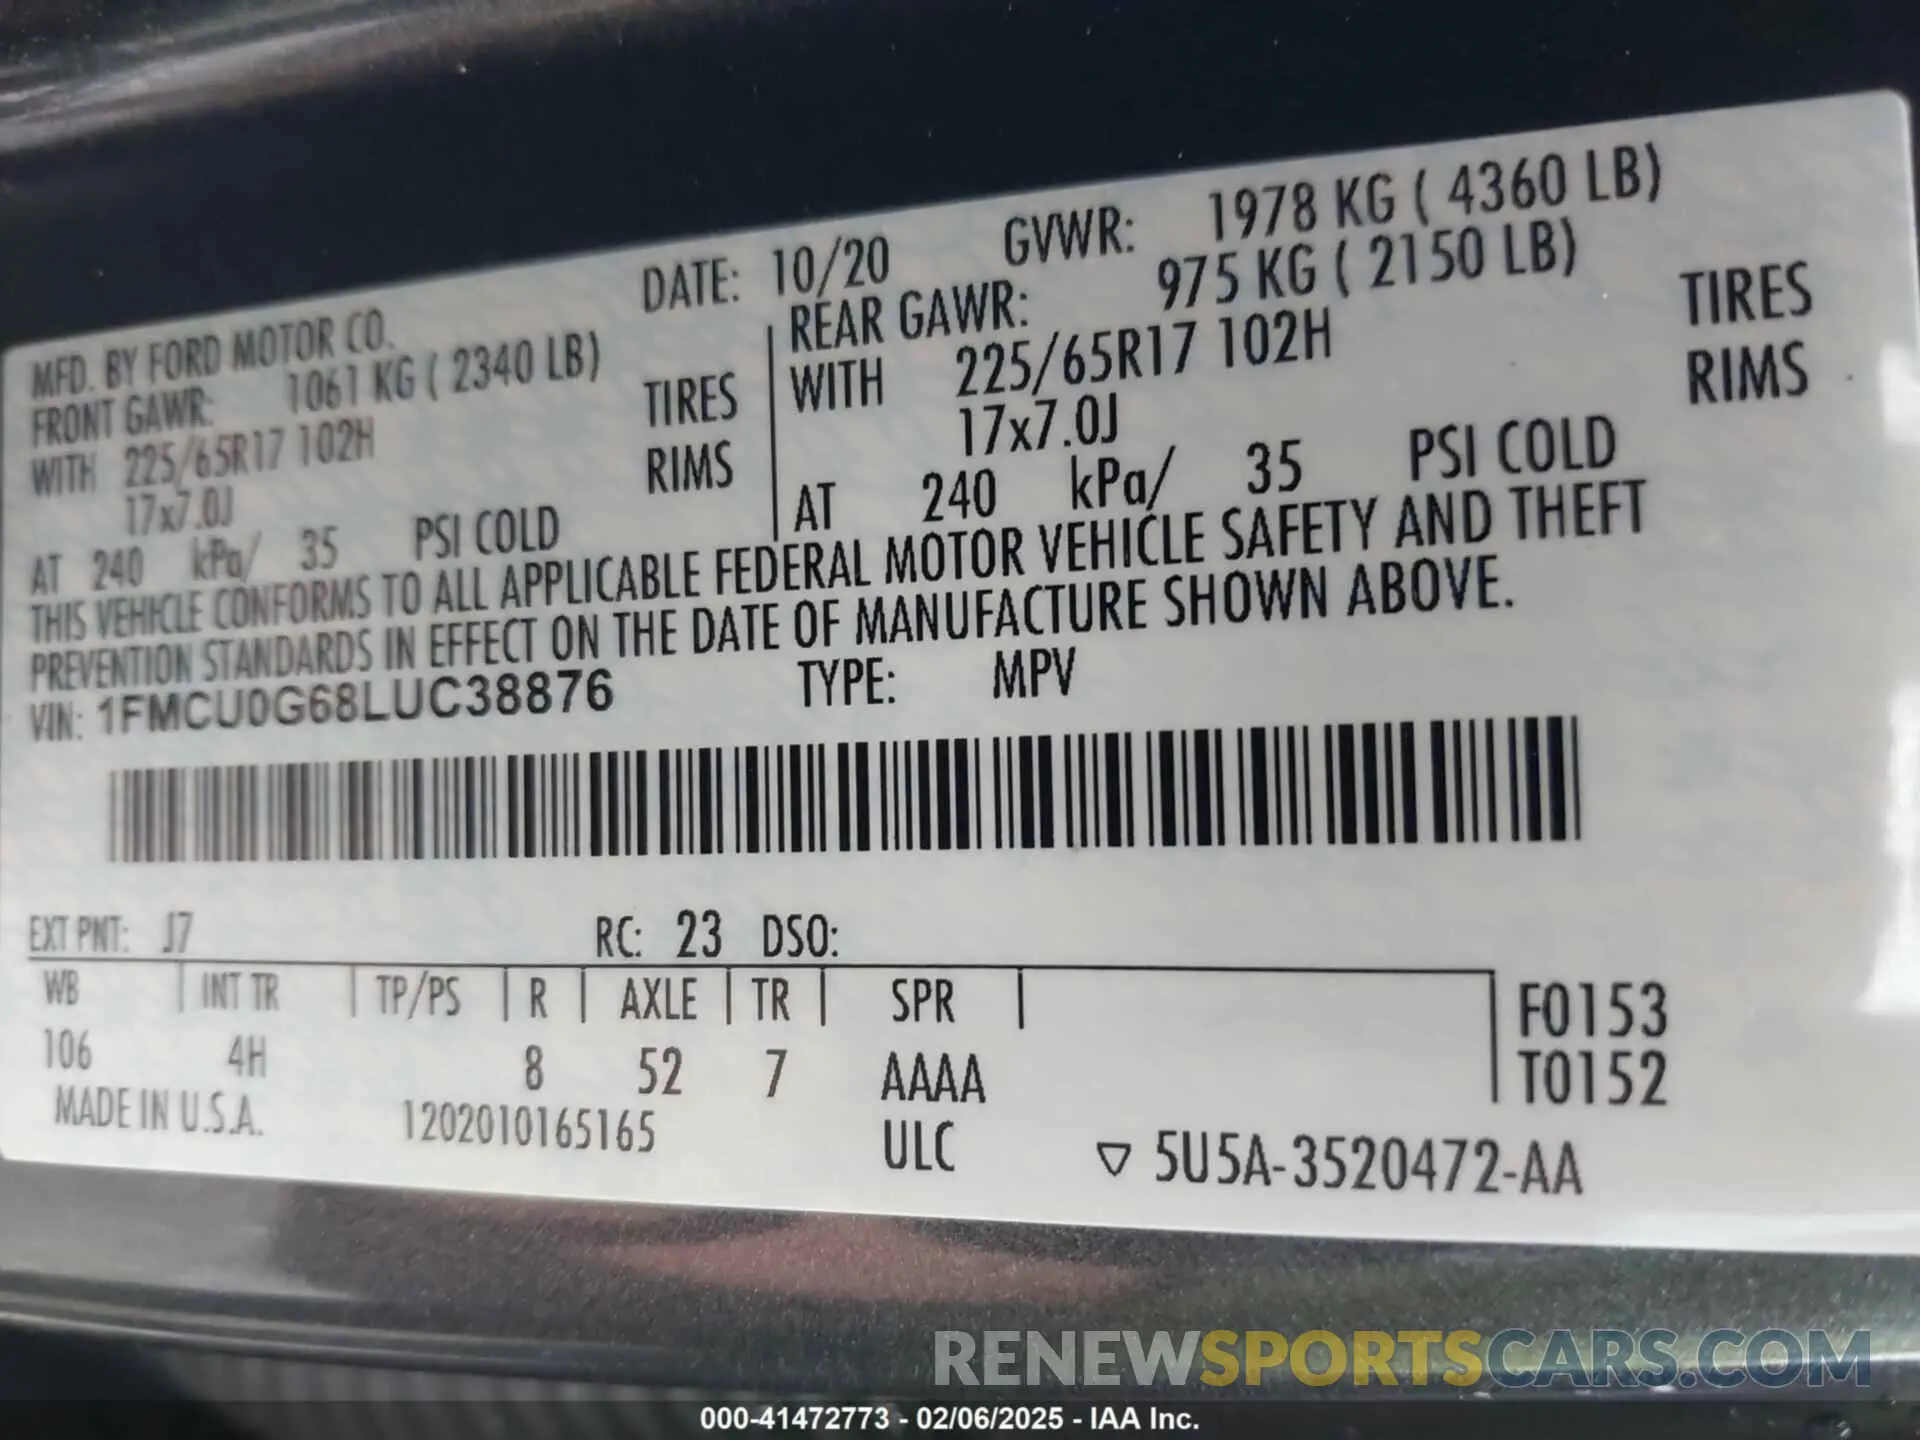 DATE: 10/20 GVWR: 1978 KG ( 4360 LB)
MFD. BY FORD MOTOR CO.
FRONT GAWR: 1061 KG ( 2340 LB)
WITH 225/65R17 102H TIRES
17x7.0J RIMS
AT 240 kPa/ 35 PSI COLD
REAR GAWR: 975 KG ( 2150 LB)
WITH 225/65R17 102H TIRES
17x7.0J RIMS
AT 240 kPa/ 35 PSI COLD
THIS VEHICLE CONFORMS TO ALL APPLICABLE FEDERAL MOTOR VEHICLE SAFETY AND THEFT
PREVENTION STANDARDS IN EFFECT ON THE DATE OF MANUFACTURE SHOWN ABOVE.
VIN: 1FMCU0G68LUC38876 TYPE: MPV
EXT PNT: J7 RC: 23 DSO:
WB INT TR TP/PS R AXLE TR SPR F0153
106 4H 8 52 7 AAAA T0152
MADE IN U.S.A. 1202010165165 ULC ▽ 5U5A-3520472-AA
RENEWSPORTSCARS.COM
000-41472773 - 02/06/2025 - IAA Inc.